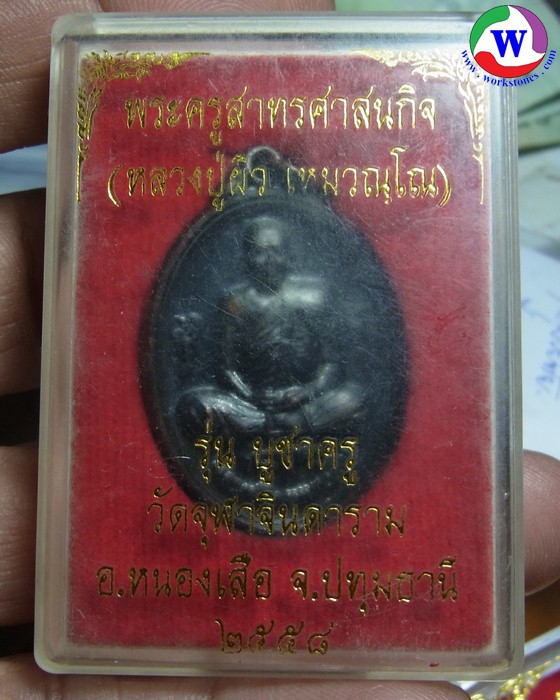 W
www.workstones.com
พระครูสาทรศาสนกิจ
(หลวงปู่ผิว เหมวณฺโณ)
รุ่น บูชาครู
วัดจุฬาจินดาราม
อ.หนองเสือ จ.ปทุมธานี
๒๕๕๘